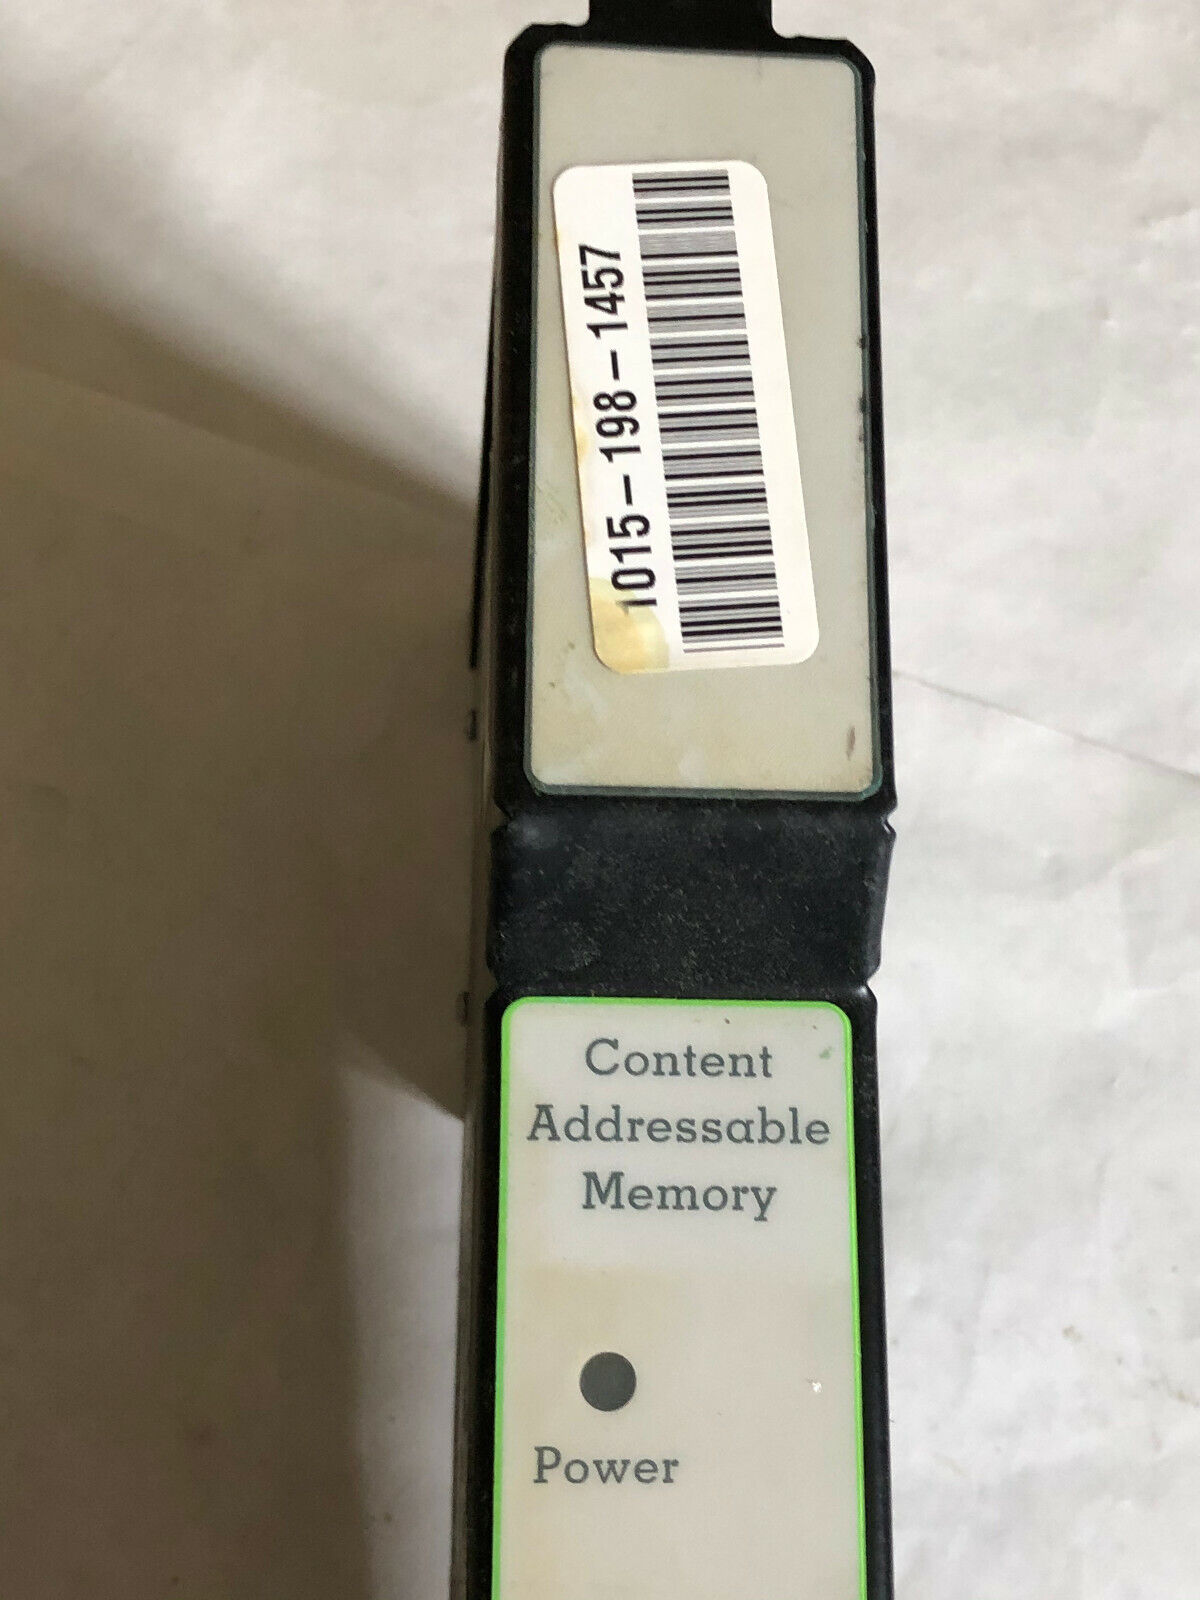 1015-198-1457
Content
Addressable
Memory
Power